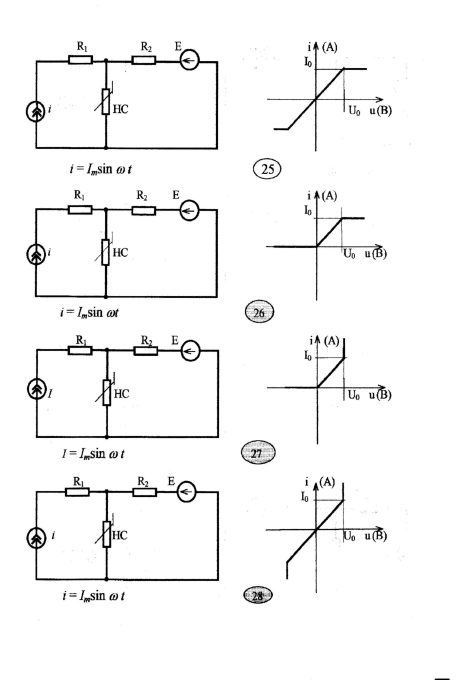 R₁ R₂ E i (A)
I₀
i HC
U₀ u(B)
i = Iₘsin ω t 25
R₁ R₂ E i (A)
I₀
i HC
U₀ u(B)
i = Iₘsin ωt 26
R₁ R₂ E i (A)
I₀
I HC
U₀ u(B)
I = Iₘsin ω t 27
R₁ R₂ E i (A)
I₀
i HC
U₀ u(B)
i = Iₘsin ω t 28